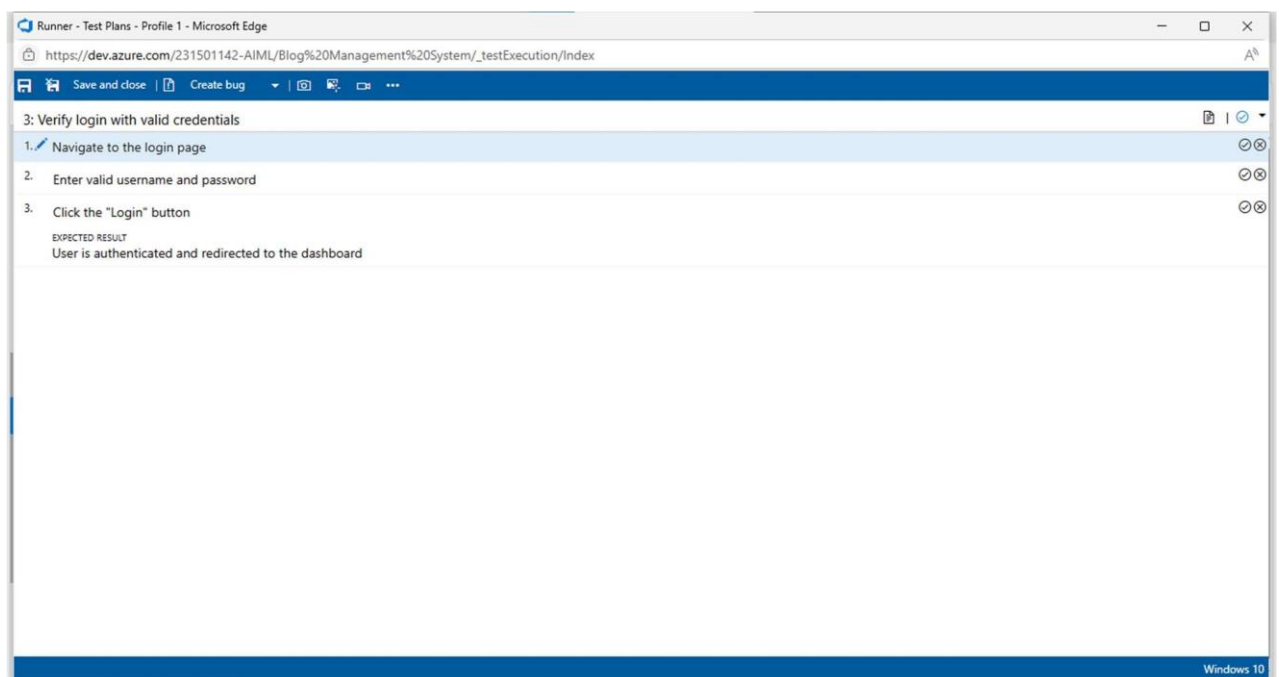 Runner - Test Plans - Profile 1 - Microsoft Edge
https://dev.azure.com/231501142-AIML/Blog%20Management%20System/_testExecution/Index
Save and close | Create bug
3: Verify login with valid credentials
1. Navigate to the login page
2. Enter valid username and password
3. Click the "Login" button
EXPECTED RESULT
User is authenticated and redirected to the dashboard
Windows 10